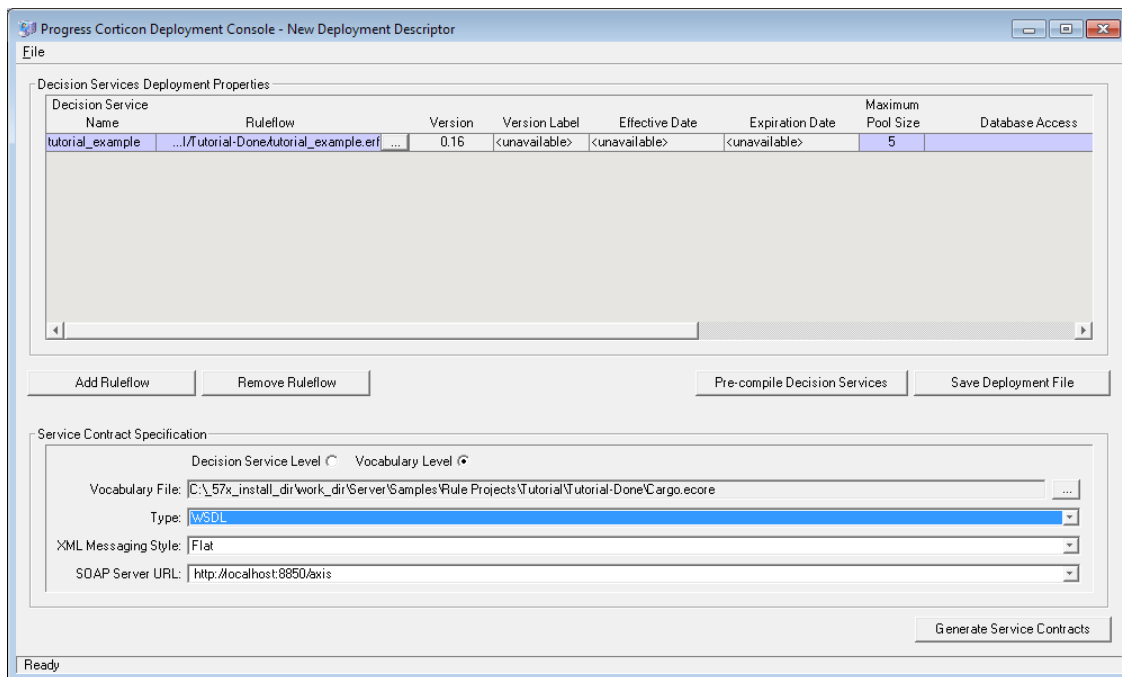 Progress Corticon Deployment Console - New Deployment Descriptor
File
Decision Services Deployment Properties
Decision Service Name Ruleflow Version Version Label Effective Date Expiration Date Maximum Pool Size Database Access
tutorial_example ...l/Tutorial-Done/tutorial_example.erf ... 0.16 <unavailable> <unavailable> <unavailable> 5
Add Ruleflow Remove Ruleflow Pre-compile Decision Services Save Deployment File
Service Contract Specification
Decision Service Level Vocabulary Level
Vocabulary File: C:\_57x_install_dir\work_dir\Server\Samples\Rule Projects\Tutorial\Tutorial-Done\Cargo.ecore ...
Type: WSDL
XML Messaging Style: Flat
SOAP Server URL: http://localhost:8850/axis
Generate Service Contracts
Ready